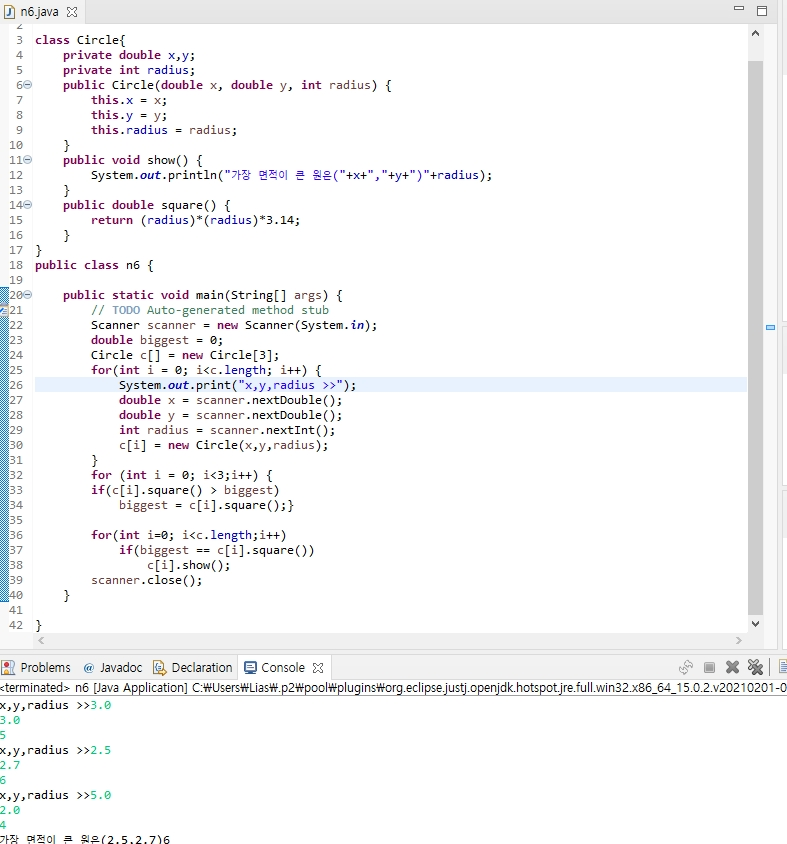 n6.java
2
3 class Circle{
4 private double x,y;
5 private int radius;
6 public Circle(double x, double y, int radius) {
7 this.x = x;
8 this.y = y;
9 this.radius = radius;
10 }
11 public void show() {
12 System.out.println("가장 면적이 큰 원은("+x+","+y+")"+radius);
13 }
14 public double square() {
15 return (radius)*(radius)*3.14;
16 }
17 }
18 public class n6 {
19
20 public static void main(String[] args) {
21 // TODO Auto-generated method stub
22 Scanner scanner = new Scanner(System.in);
23 double biggest = 0;
24 Circle c[] = new Circle[3];
25 for(int i = 0; i<c.length; i++) {
26 System.out.print("x,y,radius >>");
27 double x = scanner.nextDouble();
28 double y = scanner.nextDouble();
29 int radius = scanner.nextInt();
30 c[i] = new Circle(x,y,radius);
31 }
32 for (int i = 0; i<3;i++) {
33 if(c[i].square() > biggest)
34 biggest = c[i].square();}
35
36 for(int i=0; i<c.length;i++)
37 if(biggest == c[i].square())
38 c[i].show();
39 scanner.close();
40 }
41
42 }
Problems @ Javadoc Declaration Console
<terminated> n6 [Java Application] C:₩Users₩Lias₩.p2₩pool₩plugins₩org.eclipse.justj.openjdk.hotspot.jre.full.win32.x86_64_15.0.2.v20210201-0
x,y,radius >>3.0
3.0
5
x,y,radius >>2.5
2.7
6
x,y,radius >>5.0
2.0
4
가장 면적이 큰 원은(2.5,2.7)6